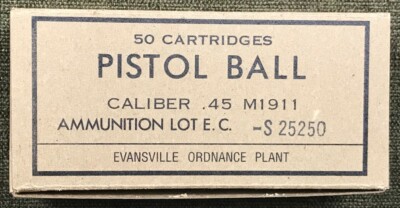 50 CARTRIDGES
PISTOL BALL
CALIBER .45 M1911
AMMUNITION LOT E.C. -S 25250
EVANSVILLE ORDNANCE PLANT